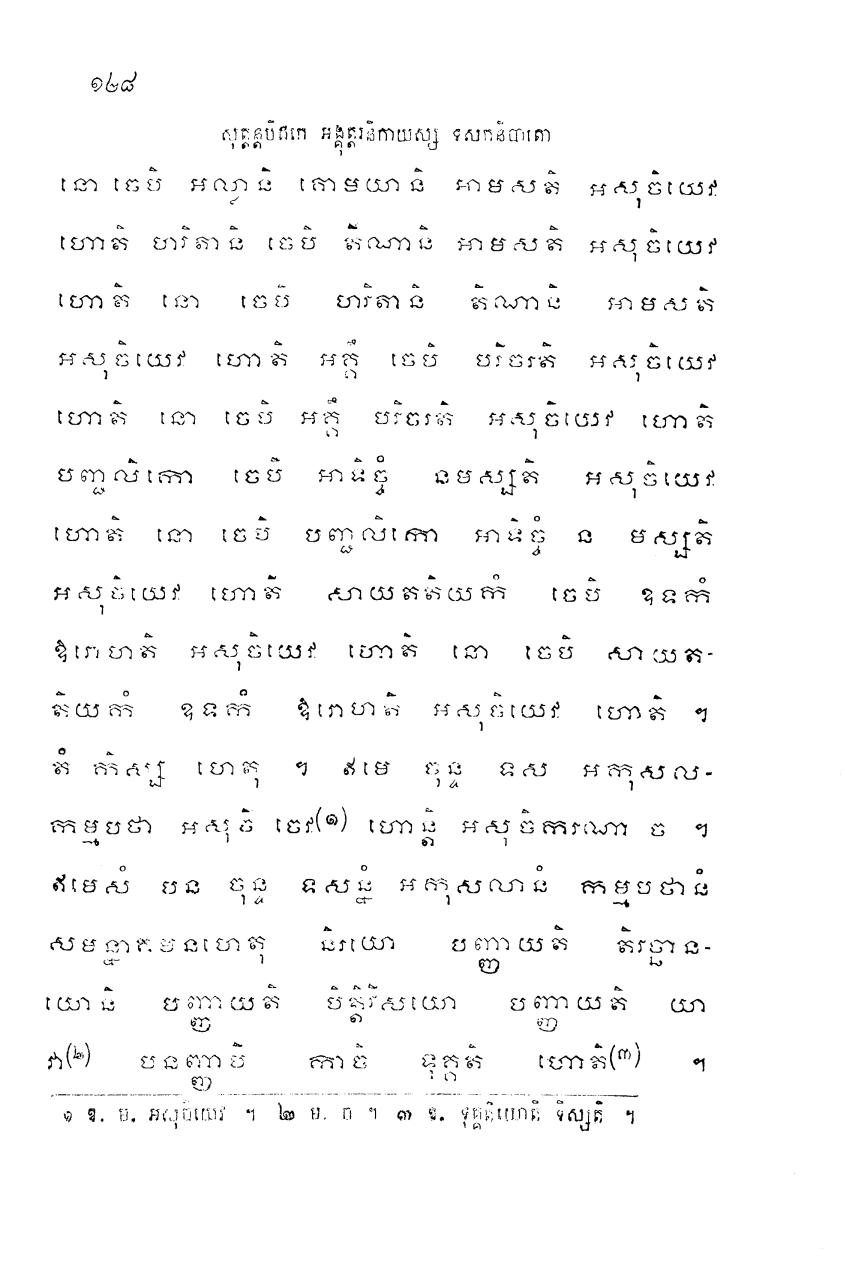 ១២៨
សុត្តន្តបិដកេ អង្គុត្តរនិកាយស្ស ទសកនិបាតោ
នោ ចេបិ អល្លានិ គោមយានិ អាមសតិ អសុចិយេវ
ហោតិ ហរិតានិ ចេបិ តិណានិ អាមសតិ អសុចិយេវ
ហោតិ នោ ចេបិ ហរិតានិ តិណានិ អាមសតិ
អសុចិយេវ ហោតិ អគ្គឹ ចេបិ បរិចរតិ អសុចិយេវ
ហោតិ នោ ចេបិ អគ្គឹ បរិចរតិ អសុចិយេវ ហោតិ
បញ្ជលិកោ ចេបិ អាទិច្ចំ នមស្សតិ អសុចិយេវ
ហោតិ នោ ចេបិ បញ្ជលិកោ អាទិច្ចំ ន មស្សតិ
អសុចិយេវ ហោតិ សាយតតិយកំ ចេបិ ឧទកំ
ឱរោហតិ អសុចិយេវ ហោតិ នោ ចេបិ សាយត-
តិយកំ ឧទកំ ឱរោហតិ អសុចិយេវ ហោតិ ។
តំ កិស្ស ហេតុ ។ ឥមេ ចុន្ទ ទស អកុសល-
កម្មបថា អសុចិ ចេវ(១) ហោន្តិ អសុចិករណា ច ។
ឥមេសំ បន ចុន្ទ ទសន្នំ អកុសលានំ កម្មបថានំ
សមន្នាគមនហេតុ និរយោ បញ្ញាយតិ តិរច្ឆាន-
យោនិ បញ្ញាយតិ បិត្តិវិសយោ បញ្ញាយតិ យា
វា(២) បនញ្ញាបិ កាចិ ទុគ្គតិ ហោតិ(៣) ។
១ ឱ. ម. អសុចិយេវ ។ ២ ម. ច ។ ៣ ឱ. ទុគ្គតិយោតិ ទិស្សតិ ។